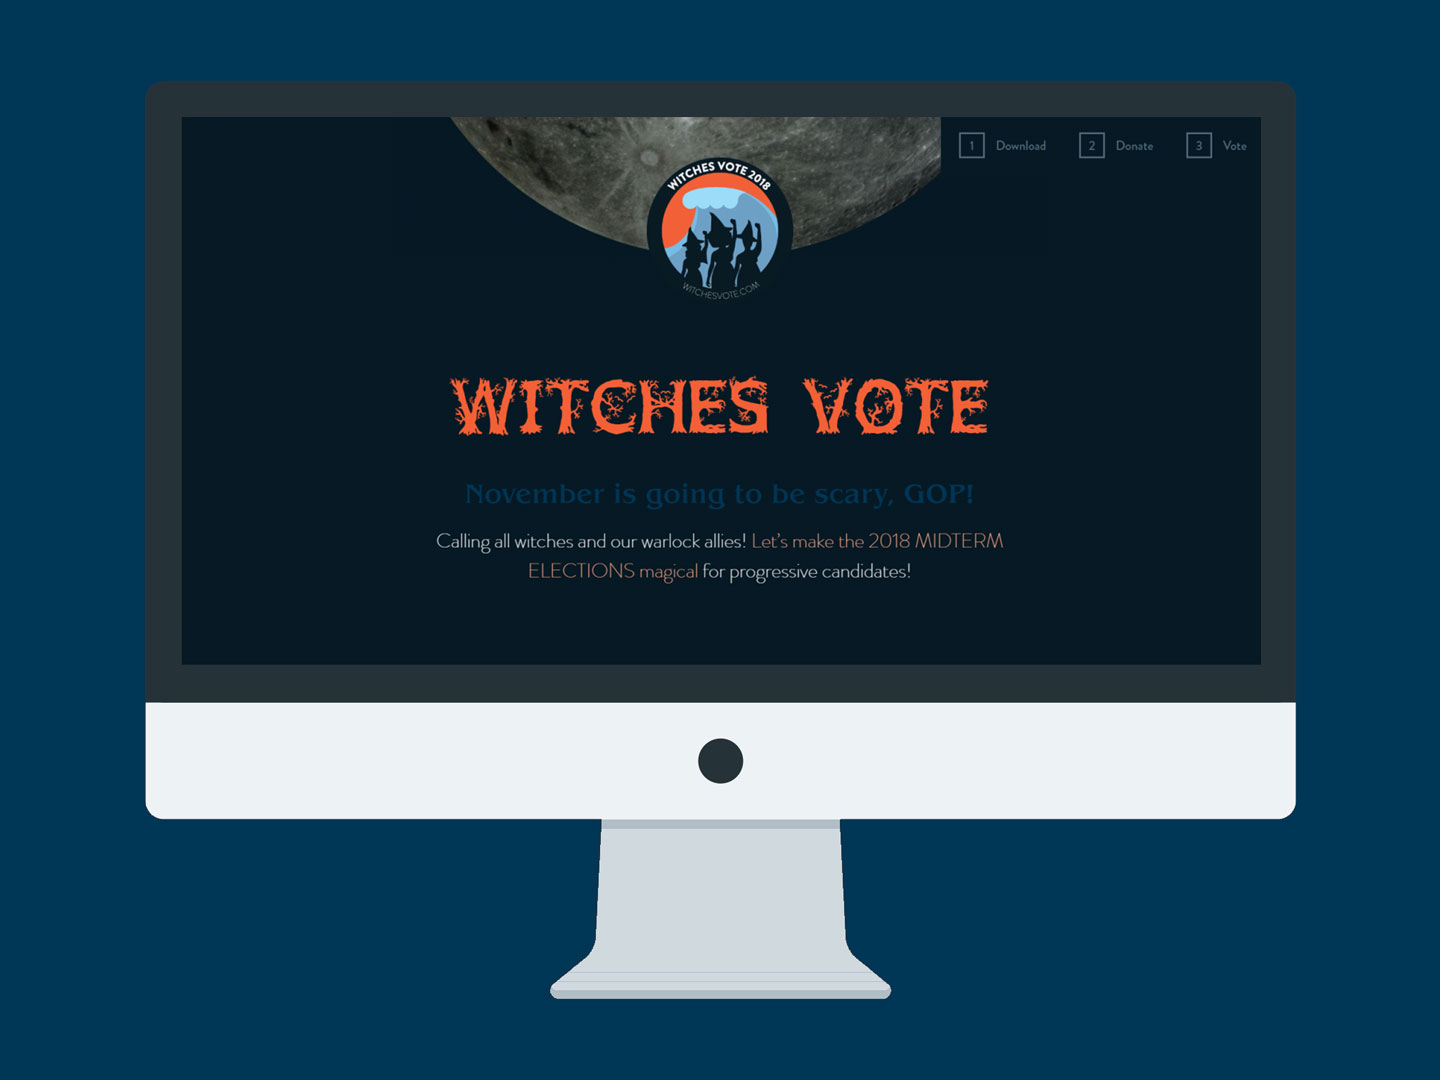 1 Download 2 Donate 3 Vote
WITCHES VOTE 2018
WITCHESVOTE.COM
WITCHES VOTE
November is going to be scary, GOP!
Calling all witches and our warlock allies! Let's make the 2018 MIDTERM
ELECTIONS magical for progressive candidates!